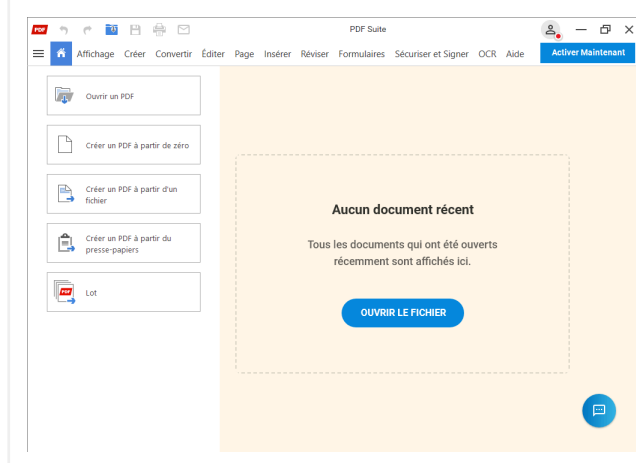 PDF
PDF Suite
Affichage Créer Convertir Éditer Page Insérer Réviser Formulaires Sécuriser et Signer OCR Aide Activer Maintenant
Ouvrir un PDF
Créer un PDF à partir de zéro
Créer un PDF à partir d'un
fichier
Créer un PDF à partir du
presse-papiers
PDF
Lot
Aucun document récent
Tous les documents qui ont été ouverts
récemment sont affichés ici.
OUVRIR LE FICHIER